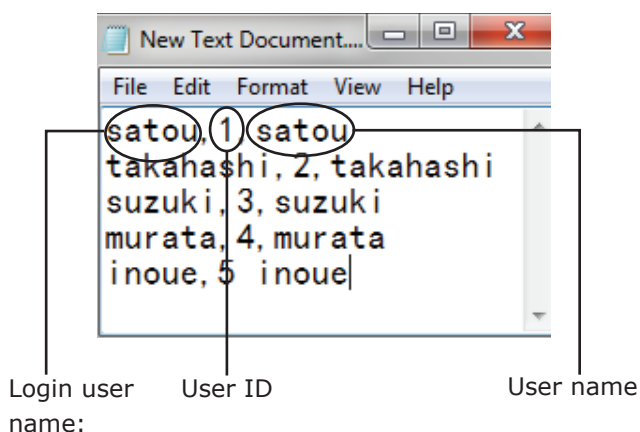 New Text Document....
File Edit Format View Help
satou, 1, satou
takahashi, 2, takahashi
suzuki, 3, suzuki
murata, 4, murata
inoue, 5 inoue
Login user name:
User ID
User name